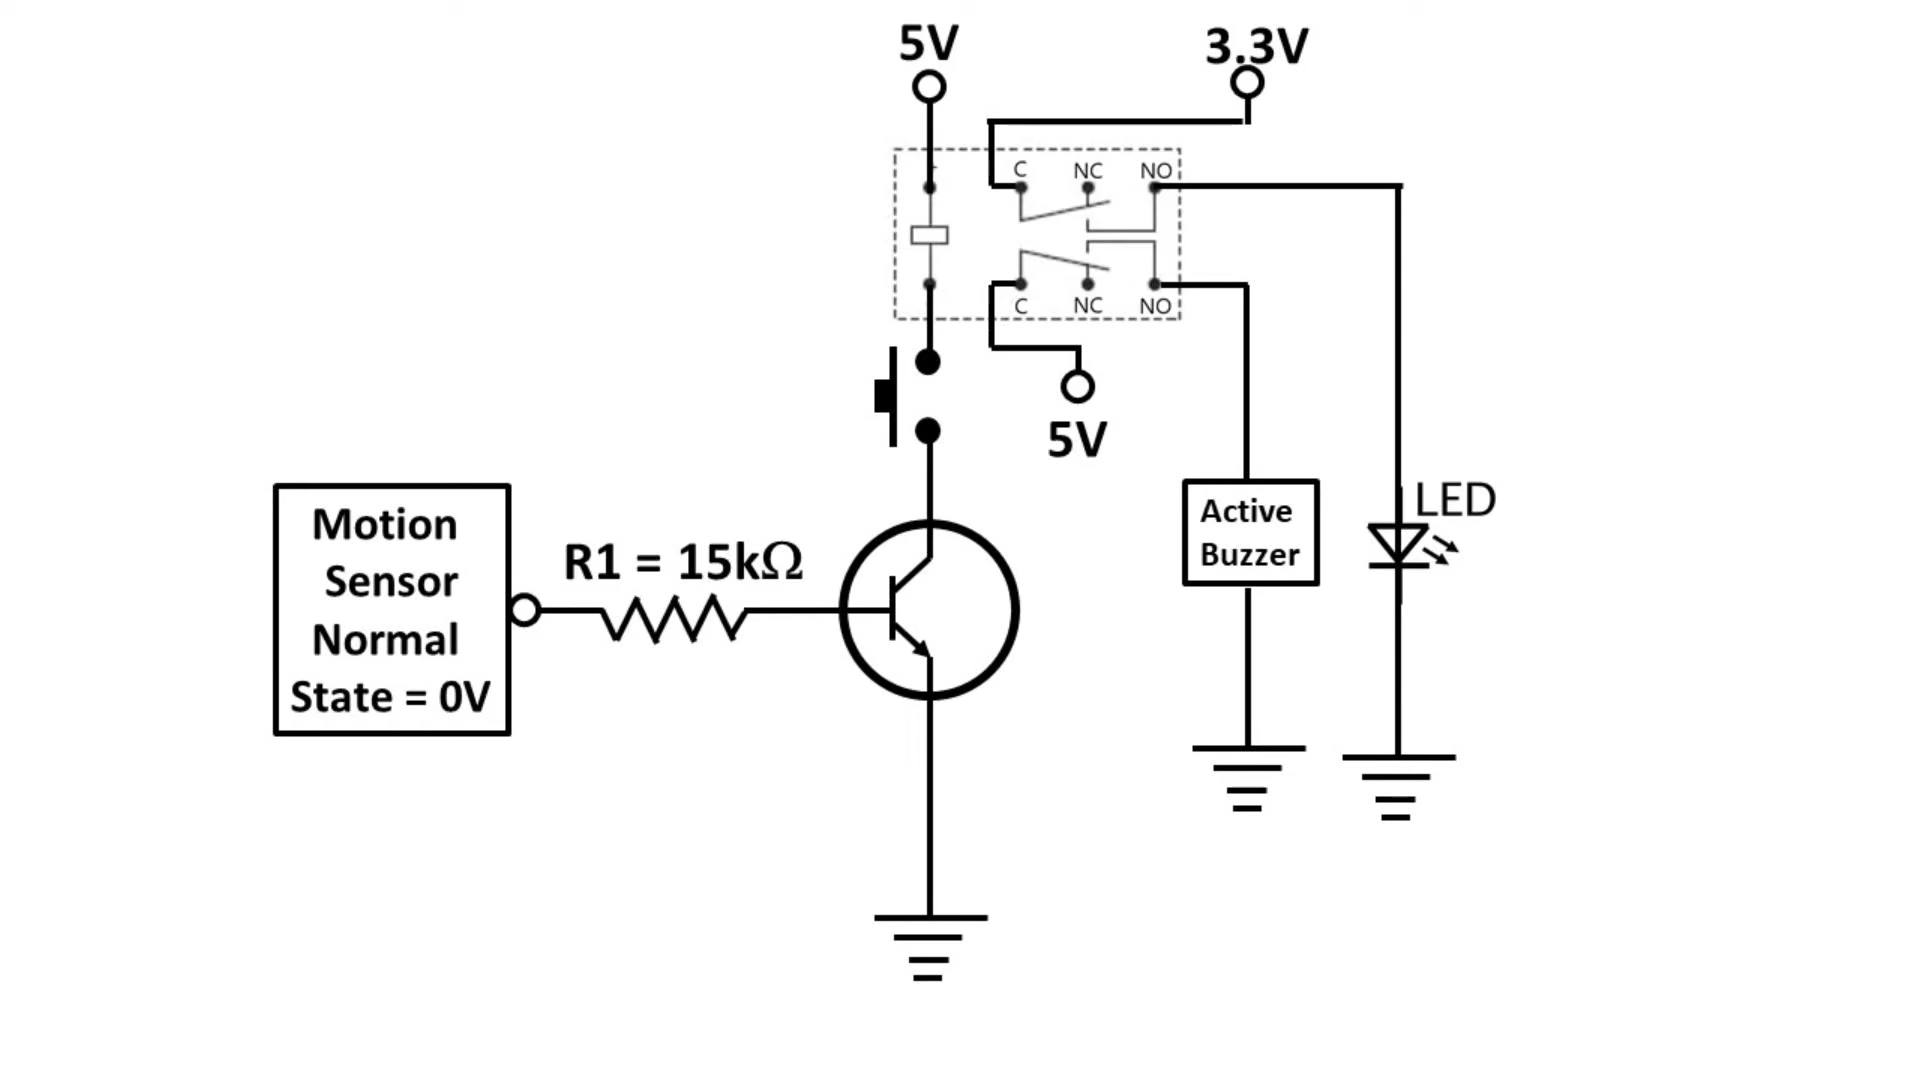 5V
3.3V
C
NC
NO
C
NC
NO
5V
Motion
Sensor
Normal
State = 0V
R1 = 15kΩ
Active
Buzzer
LED